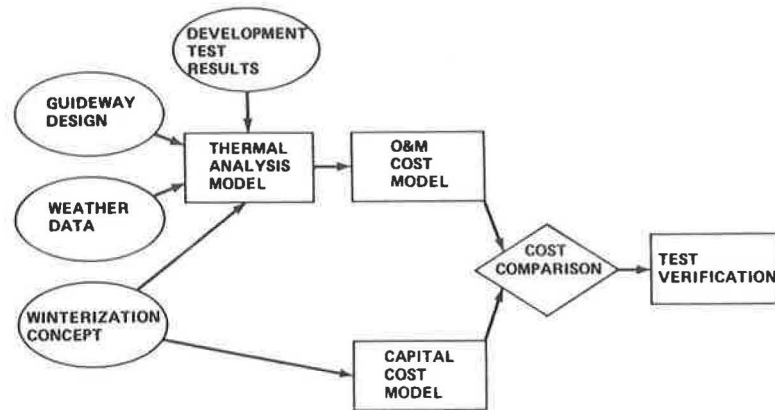 DEVELOPMENT
TEST
RESULTS
GUIDEWAY
DESIGN
THERMAL
ANALYSIS
MODEL
O&M
COST
MODEL
WEATHER
DATA
COST
COMPARISON
TEST
VERIFICATION
WINTERIZATION
CONCEPT
CAPITAL
COST
MODEL